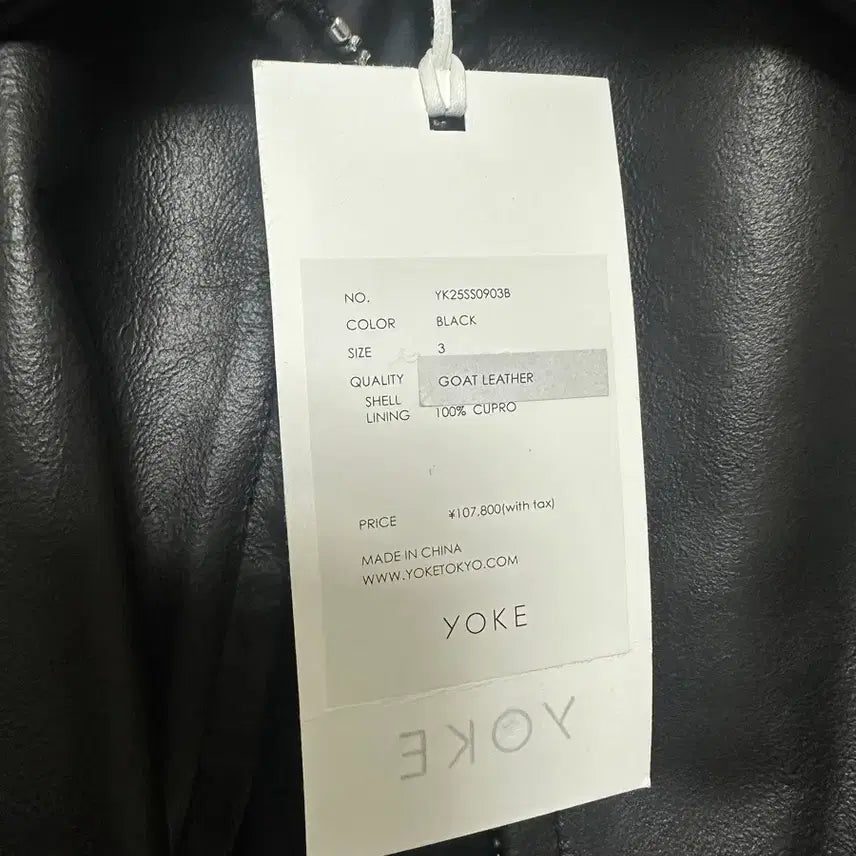 NO. YK25SS0903B
COLOR BLACK
SIZE 3
QUALITY GOAT LEATHER
SHELL
LINING 100% CUPRO
PRICE ¥107,800(with tax)
MADE IN CHINA
WWW.YOKETOKYO.COM
YOKE
YOKE